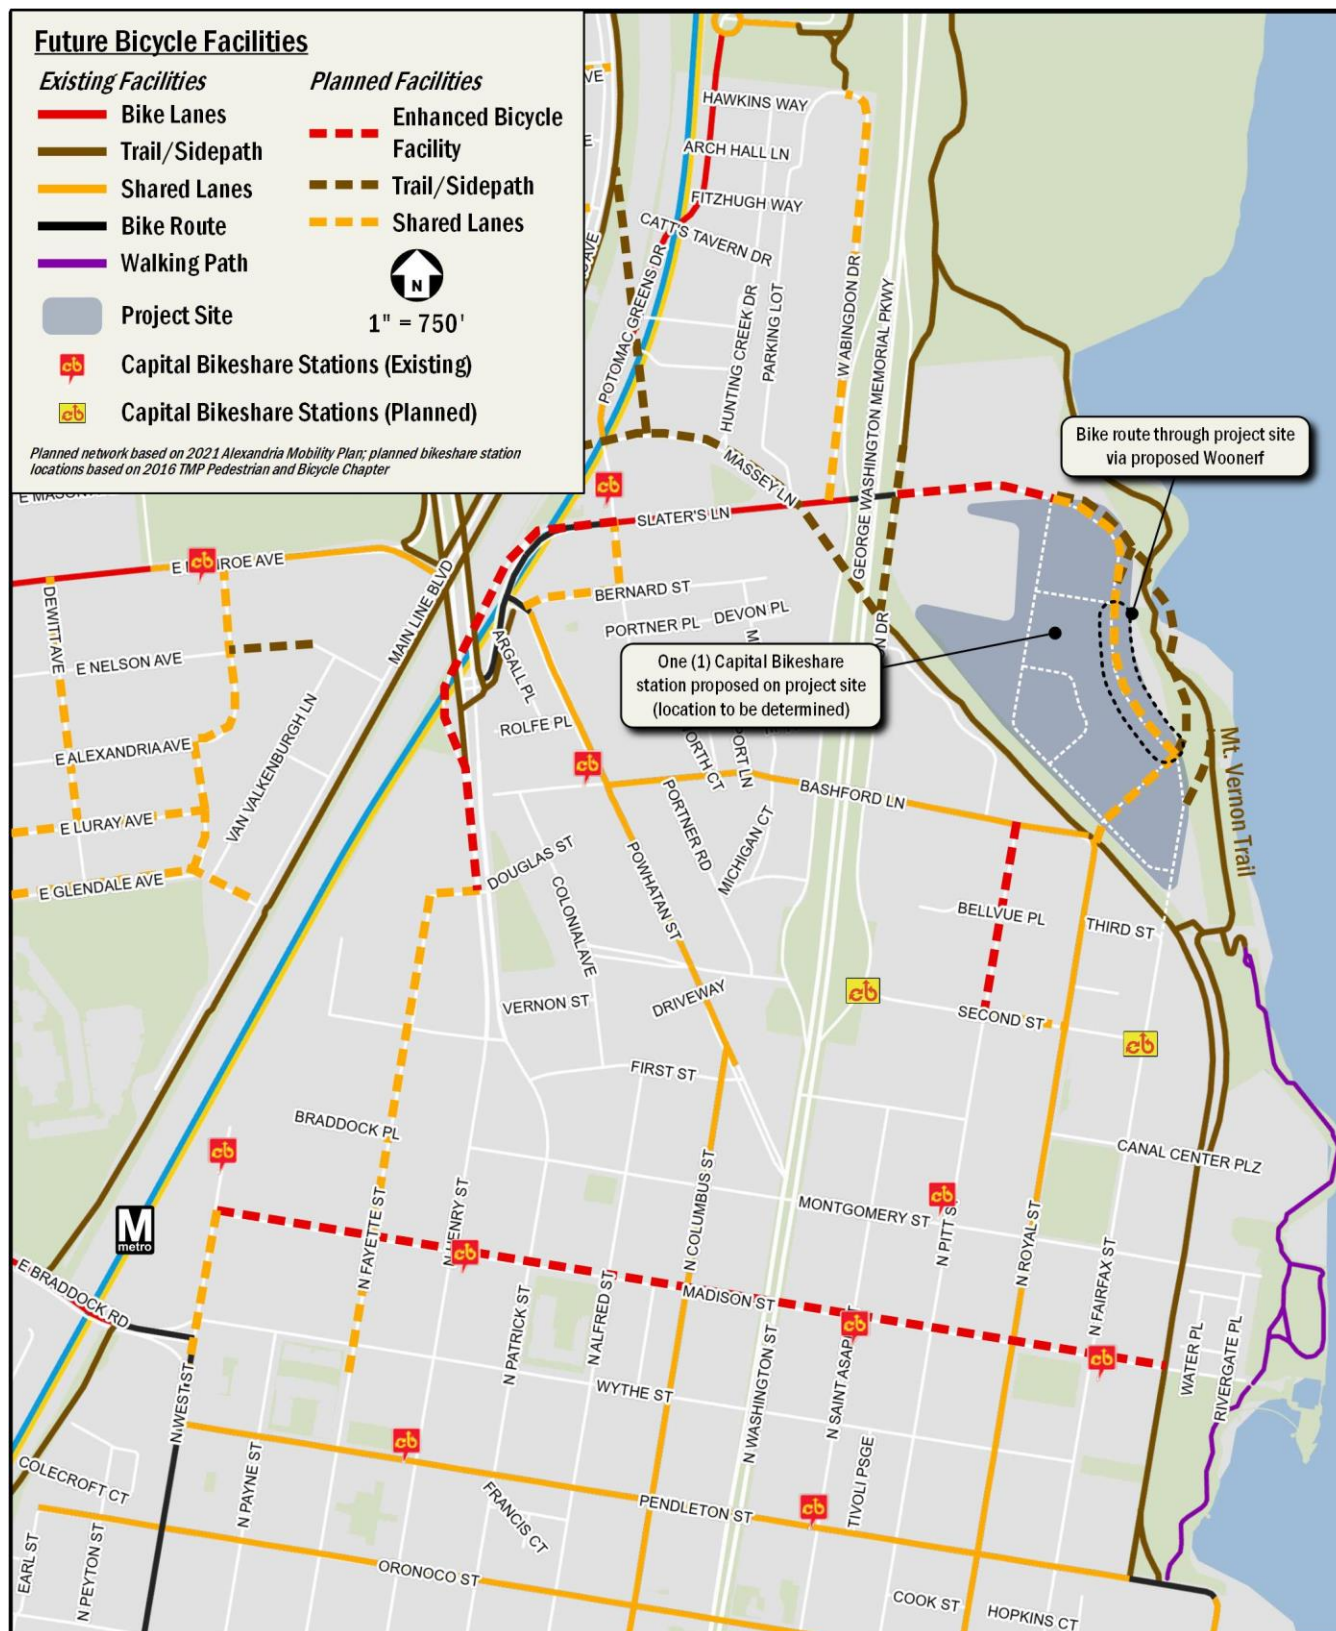 Future Bicycle Facilities
Existing Facilities
Bike Lanes
Trail/Sidepath
Shared Lanes
Bike Route
Walking Path
Project Site
Planned Facilities
Enhanced Bicycle
Facility
Trail/Sidepath
Shared Lanes
N
1" = 750'
Capital Bikeshare Stations (Existing)
Capital Bikeshare Stations (Planned)
Planned network based on 2021 Alexandria Mobility Plan; planned bikeshare station
locations based on 2016 TMP Pedestrian and Bicycle Chapter
HAWKINS WAY
ARCH HALL LN
FITZHUGH WAY
CATT'S TAVERN DR
POTOMAC GREENS DR
HUNTING CREEK DR
PARKING LOT
W ABINGDON DR
GEORGE WASHINGTON MEMORIAL PKWY
MASSEY LN
SLATER'S LN
Bike route through project site
via proposed Woonerf
One (1) Capital Bikeshare
station proposed on project site
(location to be determined)
Mt. Vernon Trail
DEWITT AVE
E NELSON AVE
MAIN LINE BLVD
E ALEXANDRIA AVE
VAN VALKENBURGH LN
E LURAY AVE
E GLENDALE AVE
BERNARD ST
PORTNER PL
DEVON PL
ARGALL PL
ROLFE PL
BASHFORD LN
PORTNER RD
MICHIGAN CT
POWHATAN ST
DOUGLAS ST
COLONIAL AVE
BELLVUE PL
THIRD ST
VERNON ST
DRIVEWAY
SECOND ST
FIRST ST
BRADDOCK PL
CANAL CENTER PLZ
MONTGOMERY ST
N FAYETTE ST
N HENRY ST
N COLUMBUS ST
N PITT S
N ROYAL ST
N FAIRFAX ST
M
metro
E BRADDOCK RD
MADISON ST
N PATRICK ST
N ALFRED ST
N WASHINGTON ST
N SAINT ASAP
WATER PL
RIVERGATE PL
WYTHE ST
N WEST ST
N PAYNE ST
COLECROFT CT
FRANCIS CT
PENDLETON ST
TIVOLI PSGE
EARL ST
N PEYTON ST
ORONOCO ST
COOK ST
HOPKINS CT